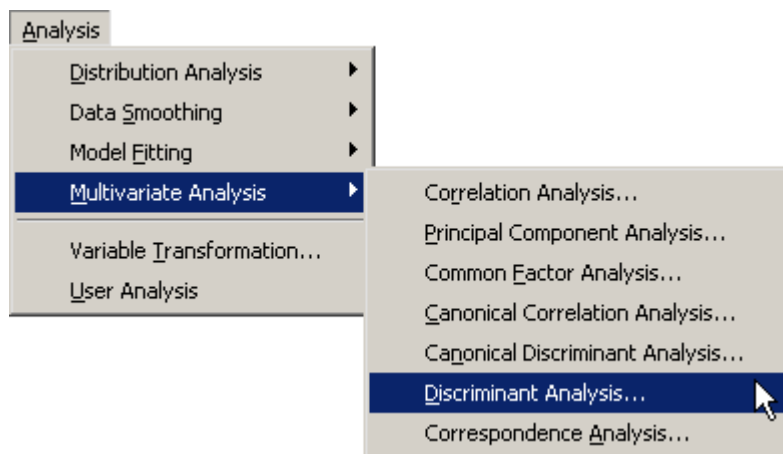 Analysis
Distribution Analysis
Data Smoothing
Model Fitting
Multivariate Analysis
Variable Transformation...
User Analysis
Correlation Analysis...
Principal Component Analysis...
Common Factor Analysis...
Canonical Correlation Analysis...
Canonical Discriminant Analysis...
Discriminant Analysis...
Correspondence Analysis...